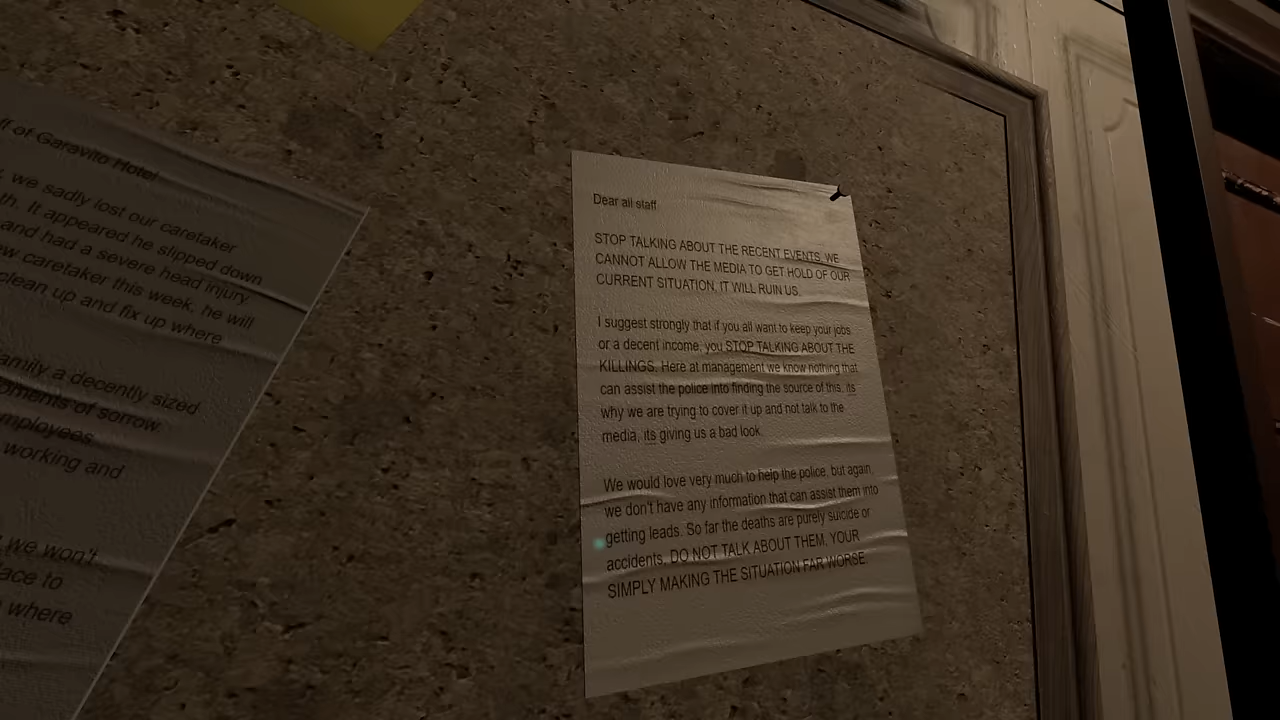 ff of Garavito Hotel
, we sadly lost our caretaker
th. It appeared he slipped down
and had a severe head injury.
ew caretaker this week, he will
clean up and fix up where
amily a decently sized
oments of sorrow
mployees
working and
we won't
ace to
where
Dear all staff
STOP TALKING ABOUT THE RECENT EVENTS, WE
CANNOT ALLOW THE MEDIA TO GET HOLD OF OUR
CURRENT SITUATION, IT WILL RUIN US.
I suggest strongly that if you all want to keep your jobs
or a decent income, you STOP TALKING ABOUT THE
KILLINGS. Here at management we know nothing that
can assist the police into finding the source of this, its
why we are trying to cover it up and not talk to the
media, its giving us a bad look.
We would love very much to help the police, but again,
we don't have any information that can assist them into
getting leads. So far the deaths are purely suicide or
accidents, DO NOT TALK ABOUT THEM. YOUR
SIMPLY MAKING THE SITUATION FAR WORSE.